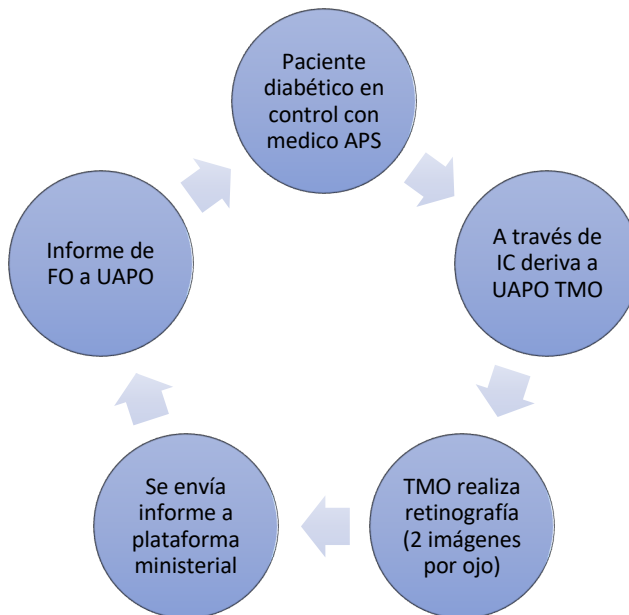 Paciente
diabético en
control con
medico APS
A través de
IC deriva a
UAPO TMO
TMO realiza
retinografía
(2 imágenes
por ojo)
Se envía
informe a
plataforma
ministerial
Informe de
FO a UAPO